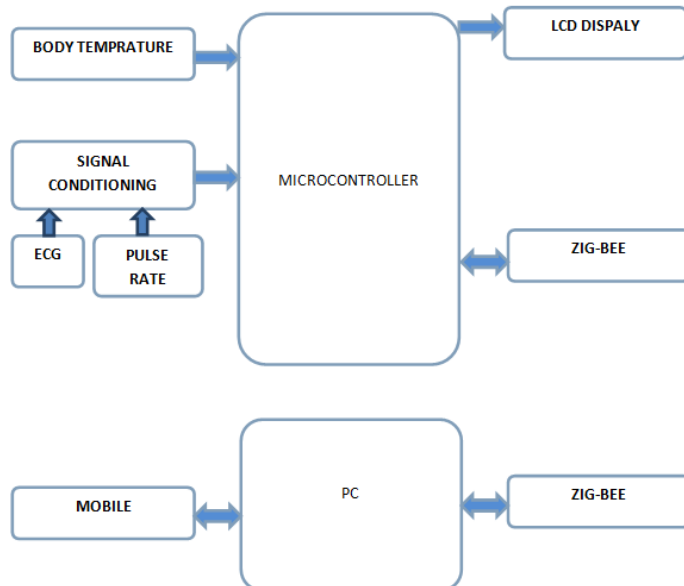 BODY TEMPRATURE
LCD DISPALY
SIGNAL
CONDITIONING
MICROCONTROLLER
ECG
PULSE
RATE
ZIG-BEE
MOBILE
PC
ZIG-BEE